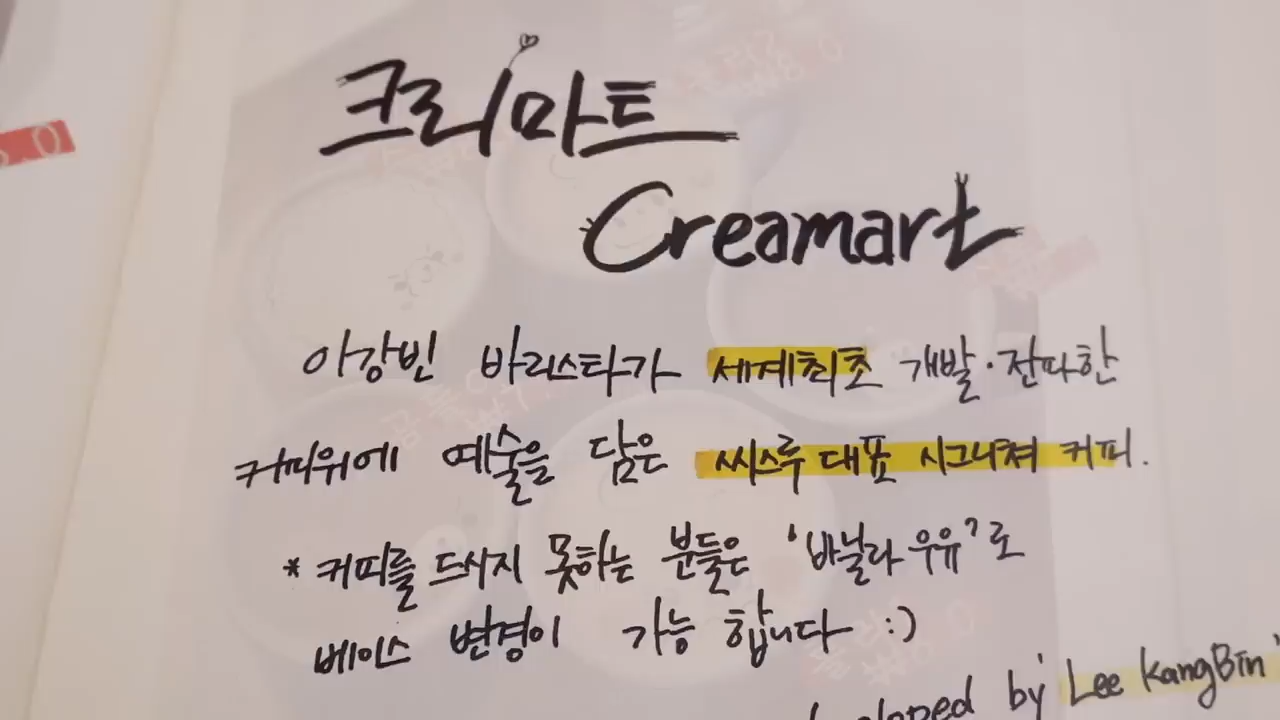 크리마트
Creamart
이강빈 바리스타가 세계최초 개발·전파한
커피위에 예술을 담은 씨스루 대표 시그니쳐 커피.
* 커피를 드시지 못하는 분들은 '바닐라 우유'로
베이스 변경이 가능 합니다 :)
by Lee KangBin